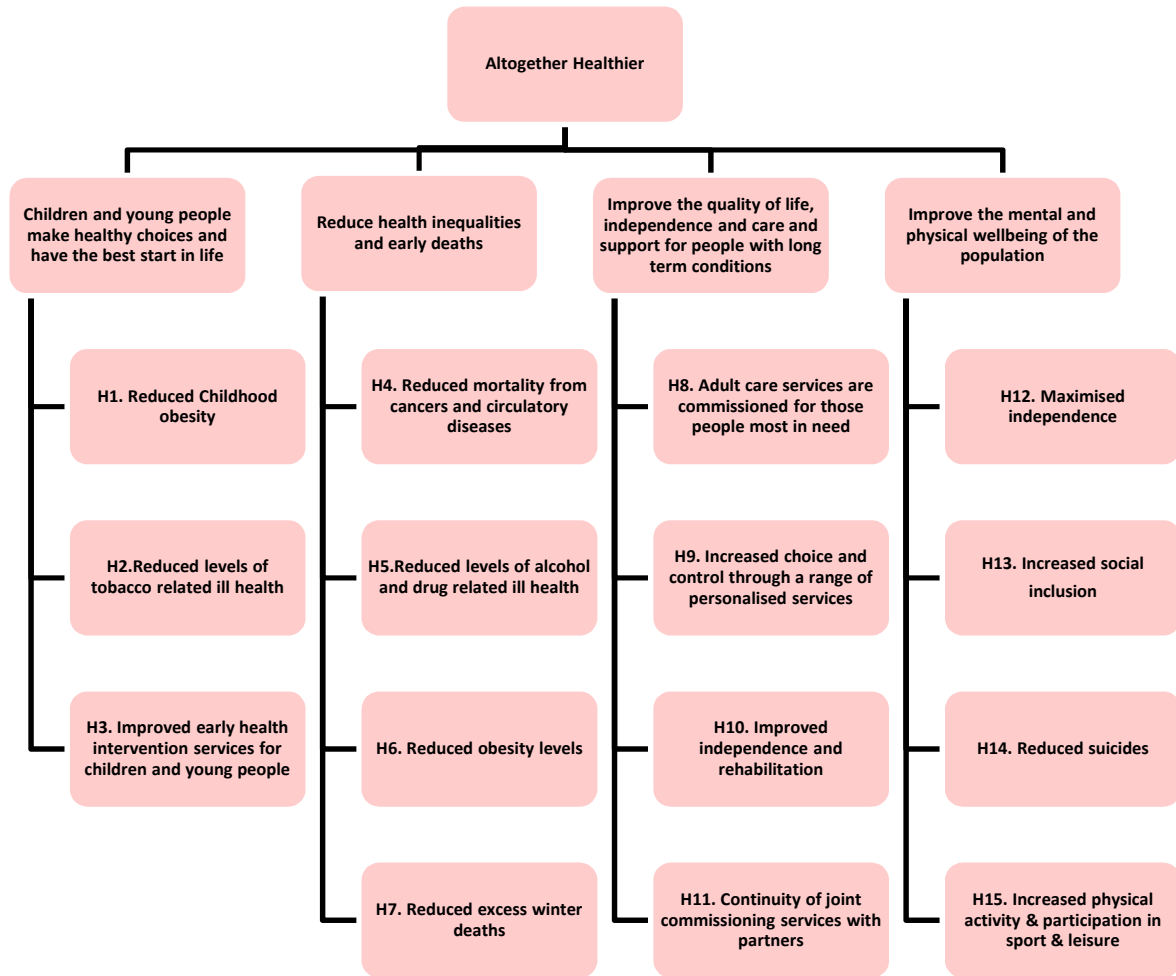 Altogether Healthier
Children and young people
make healthy choices and
have the best start in life
Reduce health inequalities
and early deaths
Improve the quality of life,
independence and care and
support for people with long
term conditions
Improve the mental and
physical wellbeing of the
population
H1. Reduced Childhood
obesity
H4. Reduced mortality from
cancers and circulatory
diseases
H8. Adult care services are
commissioned for those
people most in need
H12. Maximised
independence
H2.Reduced levels of
tobacco related ill health
H5.Reduced levels of alcohol
and drug related ill health
H9. Increased choice and
control through a range of
personalised services
H13. Increased social
inclusion
H3. Improved early health
intervention services for
children and young people
H6. Reduced obesity levels
H10. Improved
independence and
rehabilitation
H14. Reduced suicides
H7. Reduced excess winter
deaths
H11. Continuity of joint
commissioning services with
partners
H15. Increased physical
activity & participation in
sport & leisure